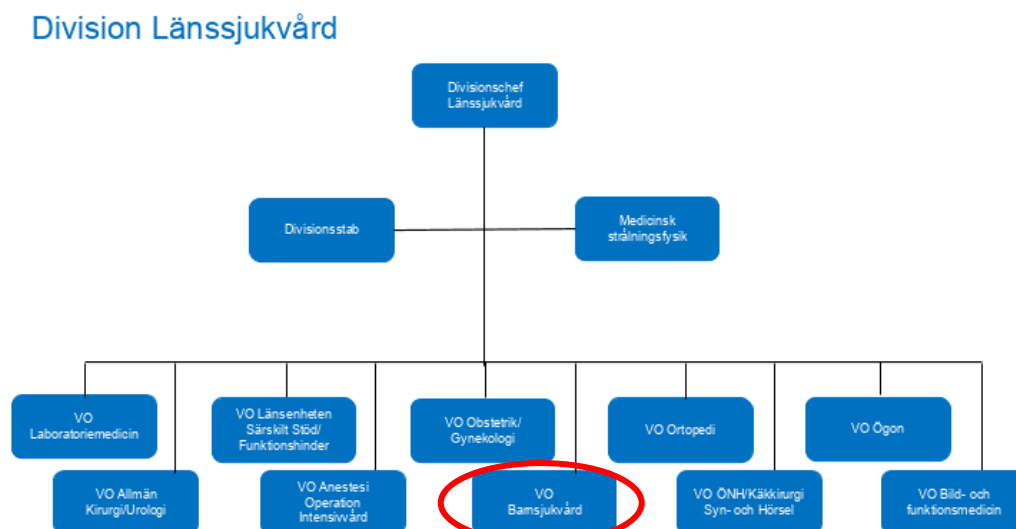 Division Länssjukvård
Divisionschef
Länssjukvård
Divisionsstab
Medicinsk
strålningsfysik
VO
Laboratoriemedicin
VO Länsenheten
Särskilt Stöd/
Funktionshinder
VO Obstetrik/
Gynekologi
VO Ortopedi
VO Ögon
VO Allmän
Kirurgi/Urologi
VO Anestesi
Operation
Intensivvård
VO
Barnsjukvård
VO ÖNH/Käkkirurgi
Syn- och Hörsel
VO Bild- och
funktionsmedicin